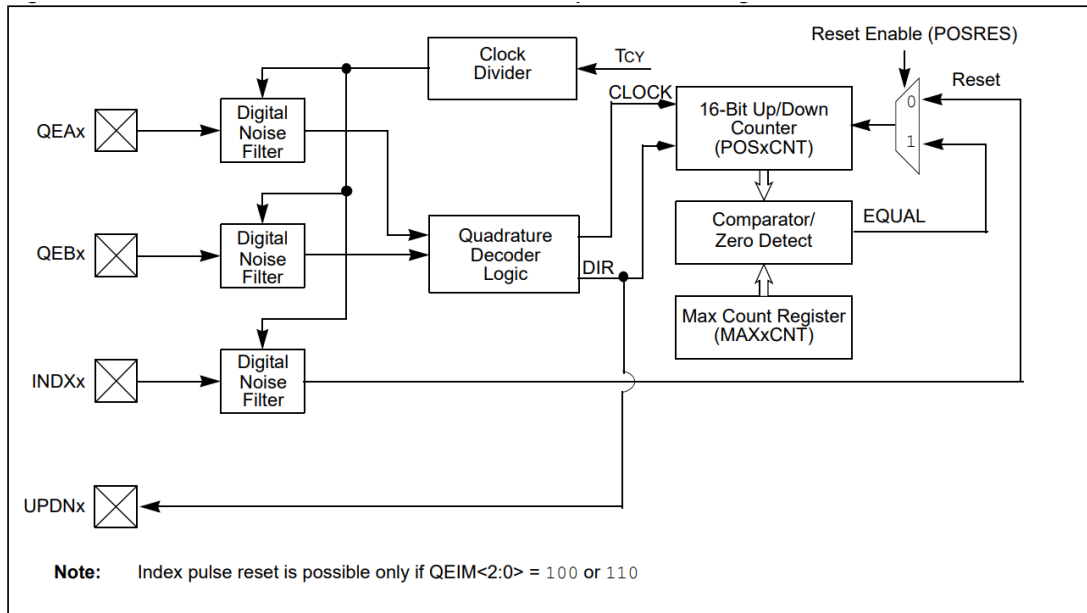 Reset Enable (POSRES)
Clock
Divider
TCY
CLOCK
Reset
QEAx
Digital
Noise
Filter
16-Bit Up/Down
Counter
(POSxCNT)
0
1
QEBx
Digital
Noise
Filter
Quadrature
Decoder
Logic
DIR
Comparator/
Zero Detect
EQUAL
Max Count Register
(MAXxCNT)
INDXx
Digital
Noise
Filter
UPDNx
Note: Index pulse reset is possible only if QEIM<2:0> = 100 or 110